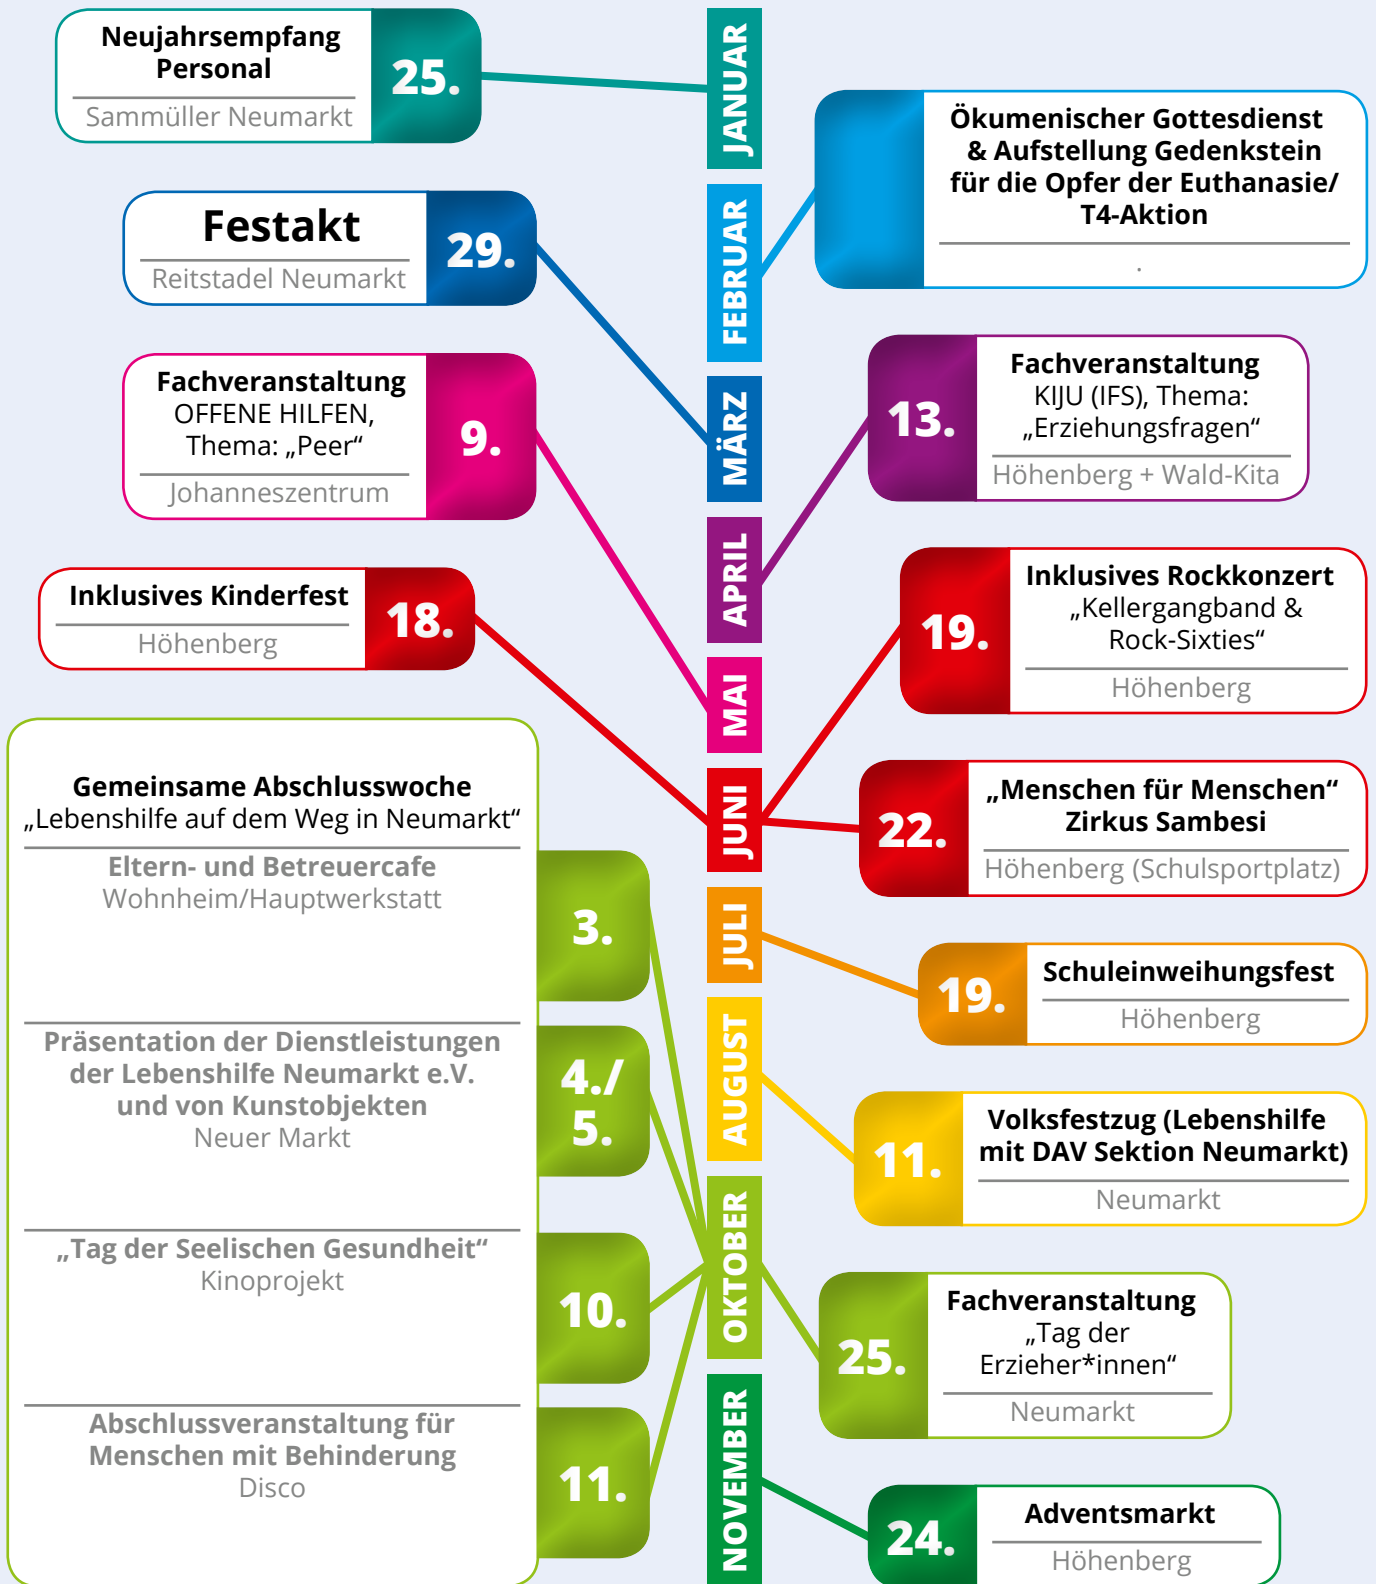 Neujahrsempfang
Personal
Sammüller Neumarkt
25.
JANUAR
Ökumenischer Gottesdienst
& Aufstellung Gedenkstein
für die Opfer der Euthanasie/
T4-Aktion
.
FEBRUAR
Festakt
Reitstadel Neumarkt
29.
MÄRZ
Fachveranstaltung
KIJU (IFS), Thema:
„Erziehungsfragen“
Höhenberg + Wald-Kita
13.
APRIL
Fachveranstaltung
OFFENE HILFEN,
Thema: „Peer“
Johanneszentrum
9.
MAI
Inklusives Kinderfest
Höhenberg
18.
JUNI
19.
Inklusives Rockkonzert
„Kellergangband &
Rock-Sixties“
Höhenberg
22.
„Menschen für Menschen“
Zirkus Sambesi
Höhenberg (Schulsportplatz)
JULI
19.
Schuleinweihungsfest
Höhenberg
AUGUST
11.
Volksfestzug (Lebenshilfe
mit DAV Sektion Neumarkt)
Neumarkt
OKTOBER
Gemeinsame Abschlusswoche
„Lebenshilfe auf dem Weg in Neumarkt“
Eltern- und Betreuercafe
Wohnheim/Hauptwerkstatt
3.
Präsentation der Dienstleistungen
der Lebenshilfe Neumarkt e.V.
und von Kunstobjekten
Neuer Markt
4./
5.
„Tag der Seelischen Gesundheit“
Kinoprojekt
10.
Abschlussveranstaltung für
Menschen mit Behinderung
Disco
11.
25.
Fachveranstaltung
„Tag der
Erzieher*innen“
Neumarkt
NOVEMBER
24.
Adventsmarkt
Höhenberg